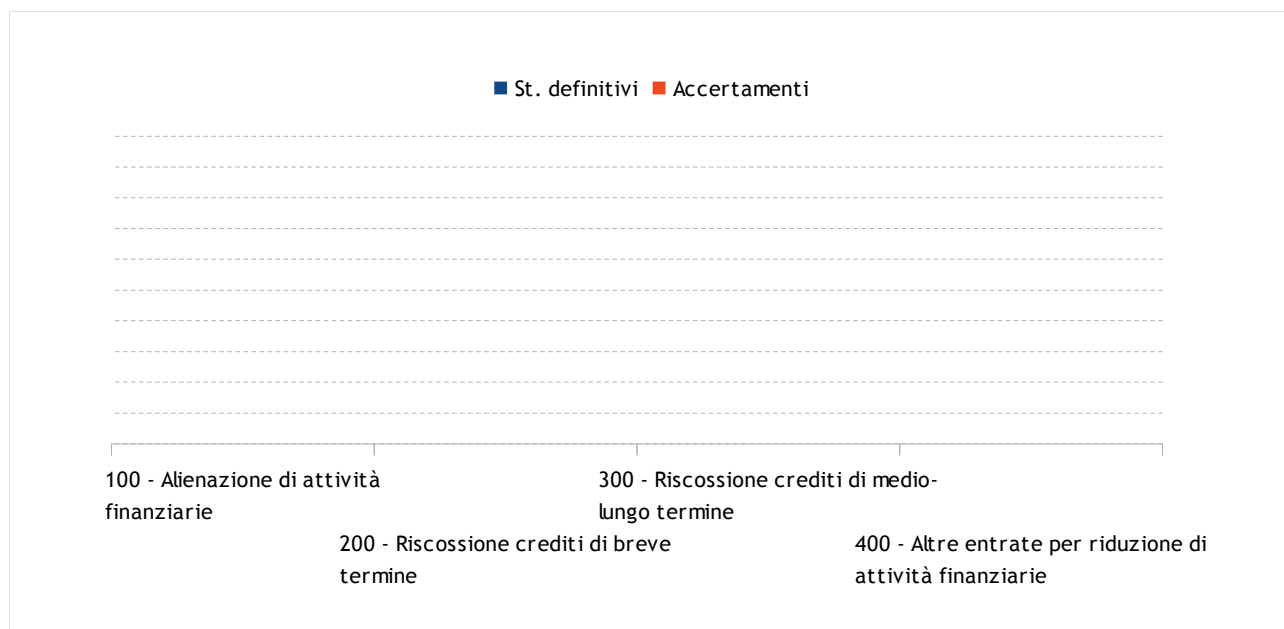 St. definitivi Accertamenti
100 - Alienazione di attività
finanziarie
200 - Riscossione crediti di breve
termine
300 - Riscossione crediti di medio-
lungo termine
400 - Altre entrate per riduzione di
attività finanziarie